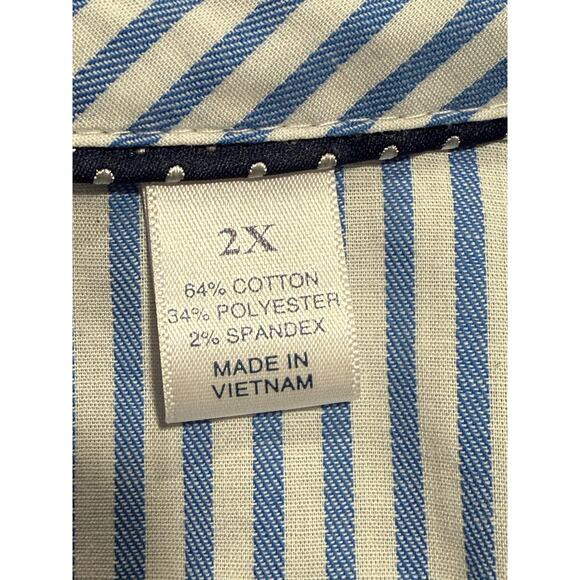 2X
64% COTTON
34% POLYESTER
2% SPANDEX
MADE IN
VIETNAM